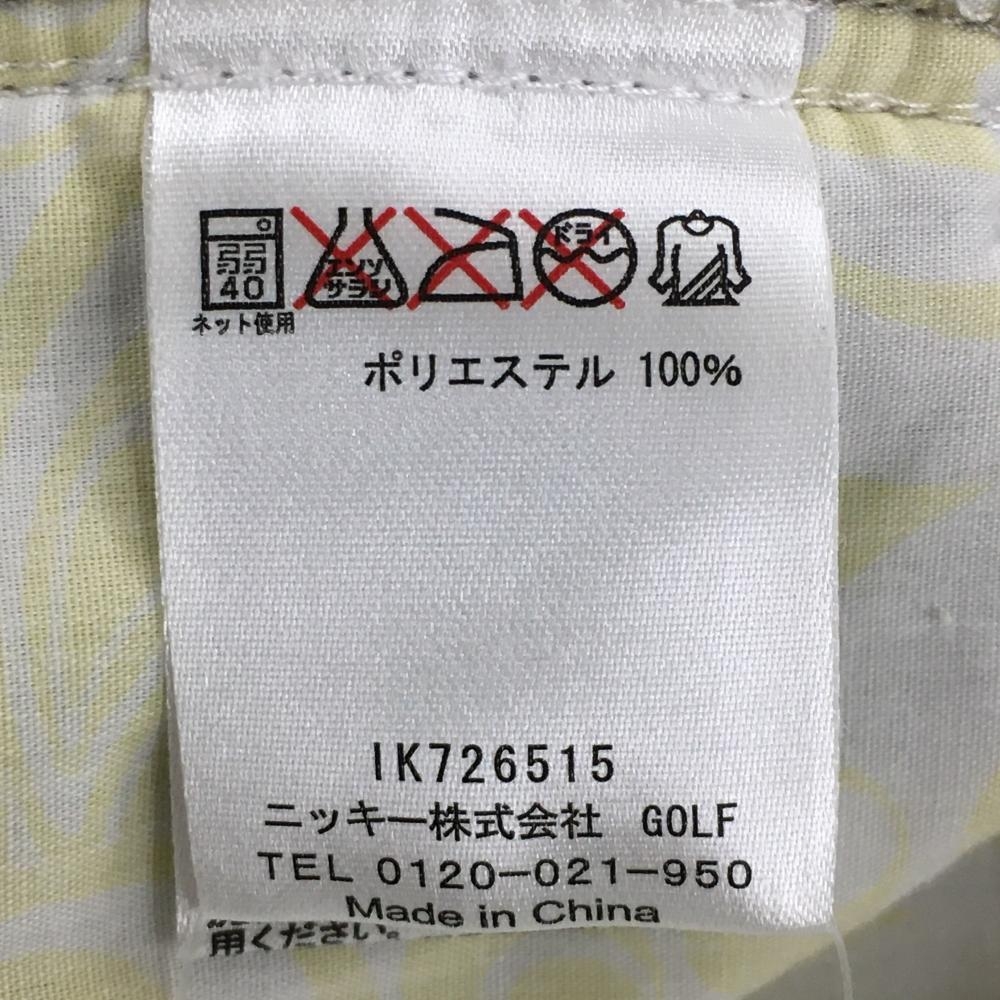 弱
40
エンソ
サラシ
ドライ
ネット使用
ポリエステル 100%
IK726515
ニッキー株式会社 GOLF
TEL 0120-021-950
Made in China
用ください。